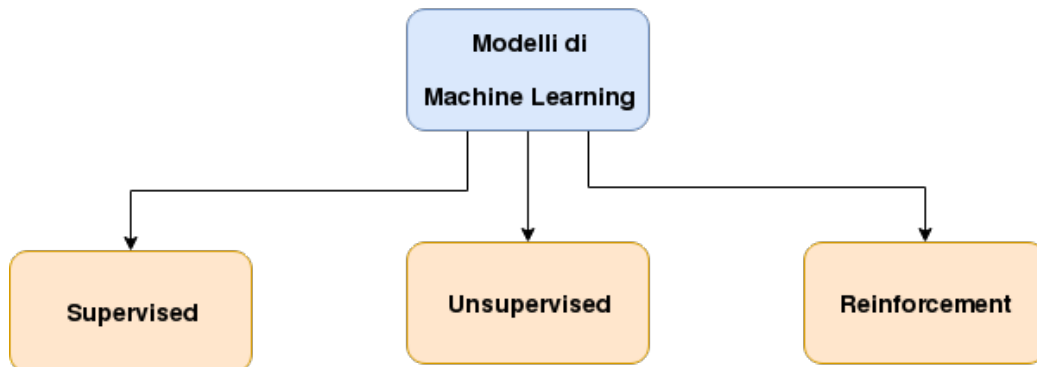 Modelli di
Machine Learning
Supervised
Unsupervised
Reinforcement